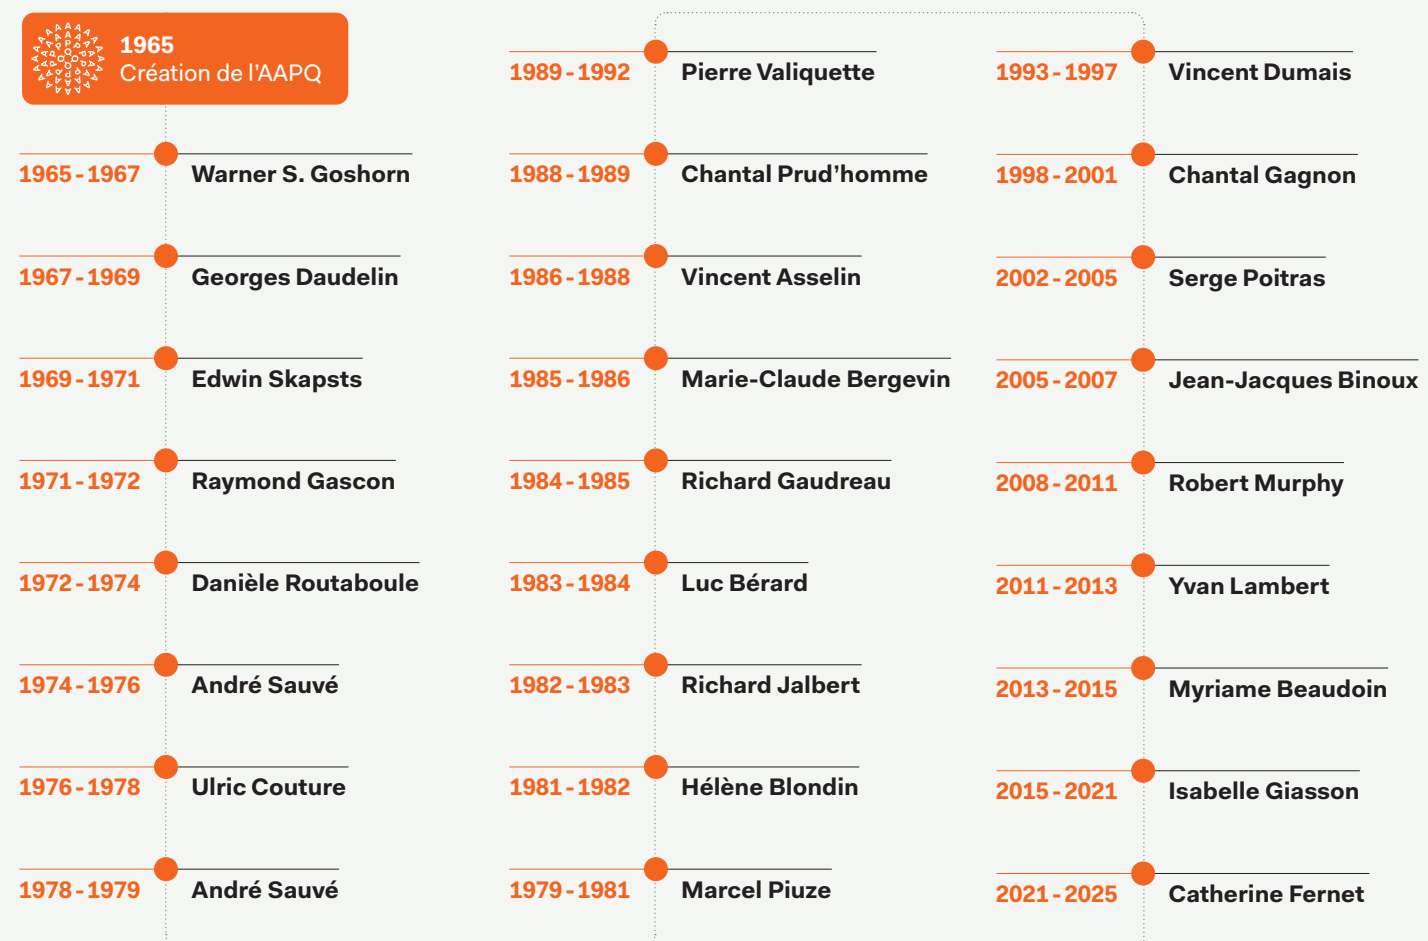 1965
Création de l’AAPQ
1965 - 1967 Warner S. Goshorn
1967 - 1969 Georges Daudelin
1969 - 1971 Edwin Skapsts
1971 - 1972 Raymond Gascon
1972 - 1974 Danièle Routaboule
1974 - 1976 André Sauvé
1976 - 1978 Ulric Couture
1978 - 1979 André Sauvé
1989 - 1992 Pierre Valiquette
1988 - 1989 Chantal Prud’homme
1986 - 1988 Vincent Asselin
1985 - 1986 Marie-Claude Bergevin
1984 - 1985 Richard Gaudreau
1983 - 1984 Luc Bérard
1982 - 1983 Richard Jalbert
1981 - 1982 Hélène Blondin
1979 - 1981 Marcel Piuze
1993 - 1997 Vincent Dumais
1998 - 2001 Chantal Gagnon
2002 - 2005 Serge Poitras
2005 - 2007 Jean-Jacques Binoux
2008 - 2011 Robert Murphy
2011 - 2013 Yvan Lambert
2013 - 2015 Myriame Beaudoin
2015 - 2021 Isabelle Giasson
2021 - 2025 Catherine Fernet